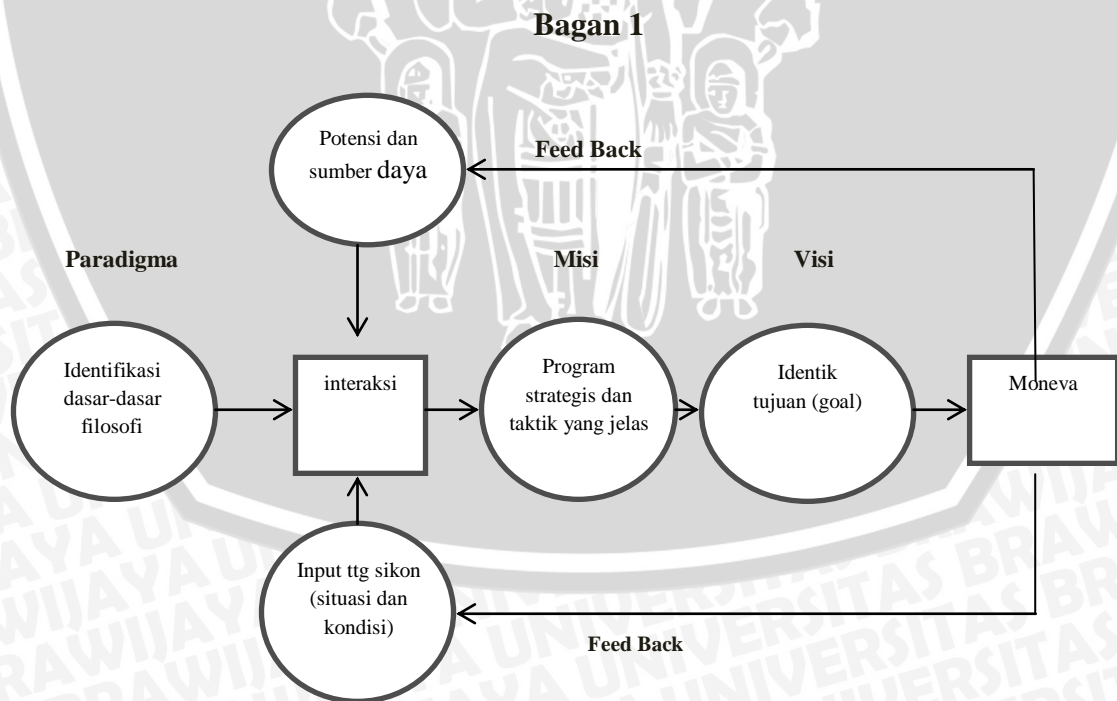 Bagan 1
Potensi dan
sumber daya
Feed Back
Paradigma
Misi
Visi
Identifikasi
dasar-dasar
filosofi
interaksi
Program
strategis dan
taktik yang jelas
Identik
tujuan (goal)
Moneva
Input ttg sikon
(situasi dan
kondisi)
Feed Back